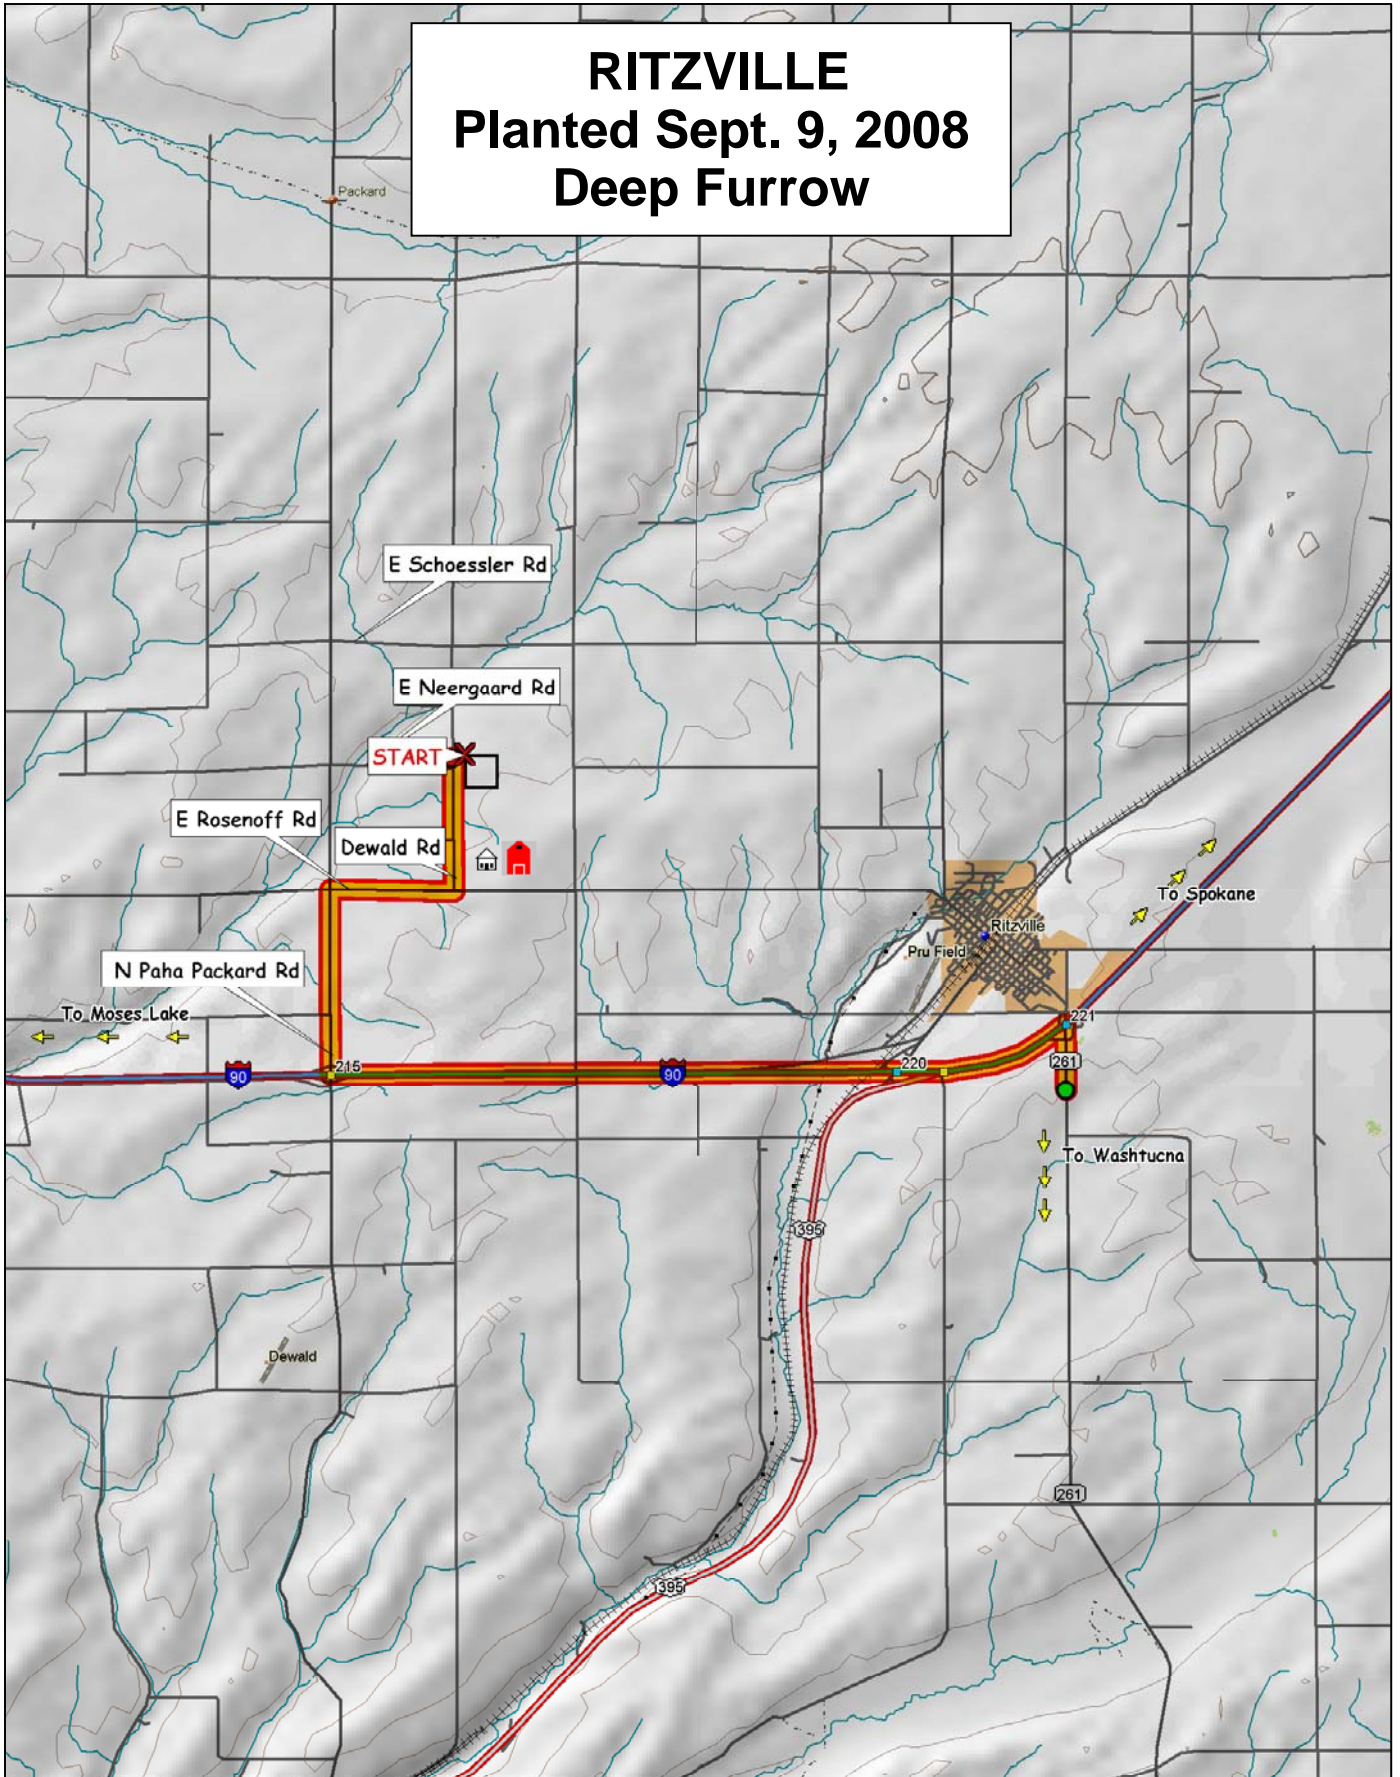 RITZVILLE
Planted Sept. 9, 2008
Deep Furrow
Packard
E Schoessler Rd
E Neergaard Rd
START
E Rosenoff Rd
Dewald Rd
To Spokane
Ritzville
Pru Field
N Paha Packard Rd
To Moses Lake
221
215
220
261
90
90
To Washtucna
395
Dewald
261
395